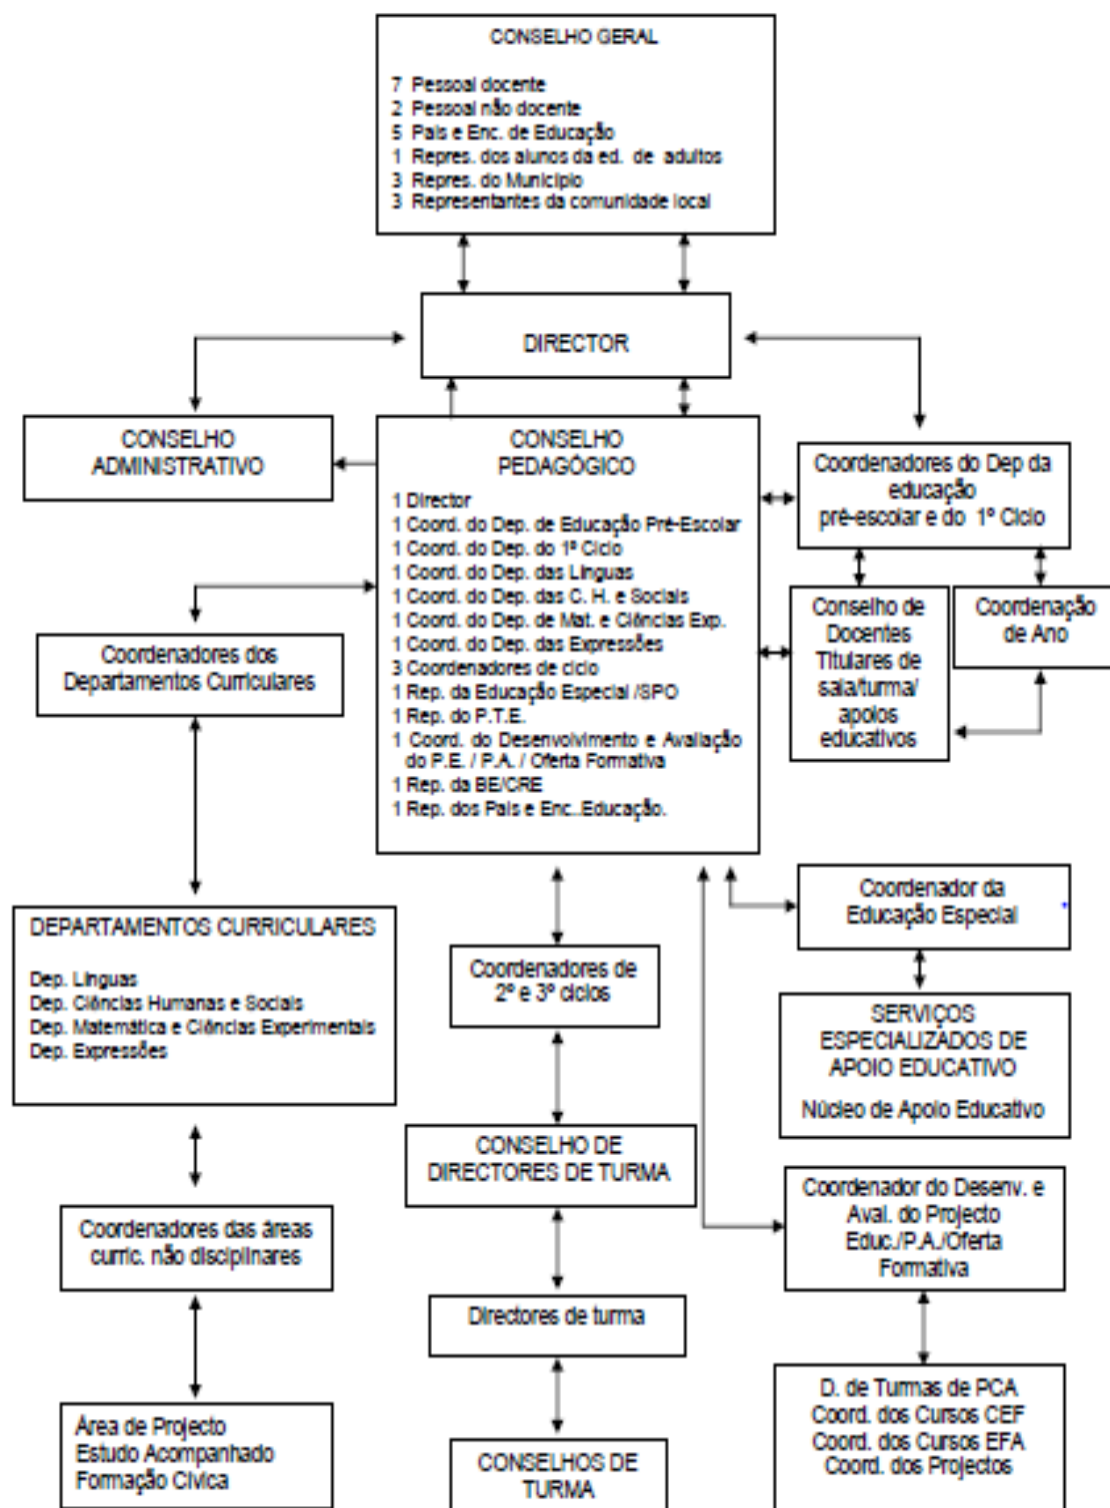 CONSELHO GERAL
7 Pessoal docente
2 Pessoal não docente
5 Pais e Enc. de Educação
1 Repres. dos alunos da ed. de adultos
3 Repres. do Município
3 Representantes da comunidade local
DIRECTOR
CONSELHO
ADMINISTRATIVO
CONSELHO
PEDAGÓGICO
1 Director
1 Coord. do Dep. de Educação Pré-Escolar
1 Coord. do Dep. do 1º Ciclo
1 Coord. do Dep. das Línguas
1 Coord. do Dep. das C. H. e Sociais
1 Coord. do Dep. de Mat. e Ciências Exp.
1 Coord. do Dep. das Expressões
3 Coordenadores de ciclo
1 Rep. da Educação Especial /SPO
1 Rep. do P.T.E.
1 Coord. do Desenvolvimento e Avaliação
do P.E. / P.A. / Oferta Formativa
1 Rep. da BE/CRE
1 Rep. dos Pais e Enc..Educação.
Coordenadores do Dep da
educação
pré-escolar e do 1º Ciclo
Conselho de
Docentes
Titulares de
sala/turma/
apoios
educativos
Coordenação
de Ano
Coordenadores dos
Departamentos Curriculares
DEPARTAMENTOS CURRICULARES
Dep. Línguas
Dep. Ciências Humanas e Sociais
Dep. Matemática e Ciências Experimentais
Dep. Expressões
Coordenadores das áreas
curric. não disciplinares
Área de Projecto
Estudo Acompanhado
Formação Cívica
Coordenadores de
2º e 3º ciclos
CONSELHO DE
DIRECTORES DE TURMA
Directores de turma
CONSELHOS DE
TURMA
Coordenador da
Educação Especial
SERVIÇOS
ESPECIALIZADOS DE
APOIO EDUCATIVO
Núcleo de Apoio Educativo
Coordenador do Desenv. e
Aval. do Projecto
Educ./P.A./Oferta
Formativa
D. de Turmas de PCA
Coord. dos Cursos CEF
Coord. dos Cursos EFA
Coord. dos Projectos